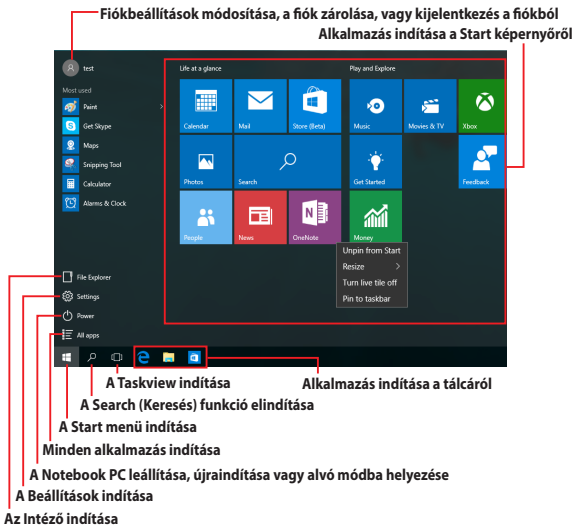 Fiókbeállítások módosítása, a fiók zárolása, vagy kijelentkezés a fiókból
Alkalmazás indítása a Start képernyőről
test
Life at a glance
Play and Explore
Most used
Paint
Get Skype
Maps
Snipping Tool
Calculator
Alarms & Clock
Calendar
Mail
Store (Beta)
Music
Movies & TV
Xbox
Photos
Search
Get Started
Feedback
People
News
OneNote
Money
Unpin from Start
Resize
Turn live tile off
Pin to taskbar
File Explorer
Settings
Power
All apps
A Taskview indítása
Alkalmazás indítása a tálcáról
A Search (Keresés) funkció elindítása
A Start menü indítása
Minden alkalmazás indítása
A Notebook PC leállítása, újraindítása vagy alvó módba helyezése
A Beállítások indítása
Az Intéző indítása